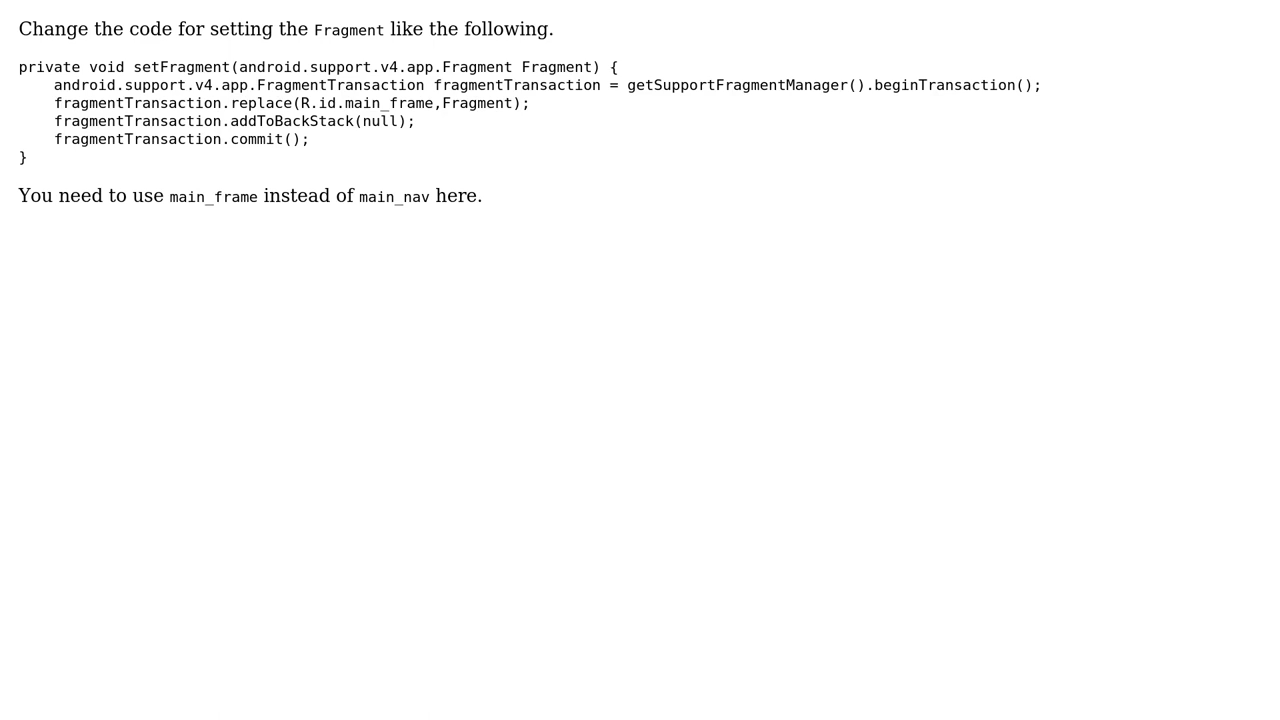 Change the code for setting the Fragment like the following.
private void setFragment(android.support.v4.app.Fragment Fragment) {
    android.support.v4.app.FragmentTransaction fragmentTransaction = getSupportFragmentManager().beginTransaction();
    fragmentTransaction.replace(R.id.main_frame,Fragment);
    fragmentTransaction.addToBackStack(null);
    fragmentTransaction.commit();
}
You need to use main_frame instead of main_nav here.